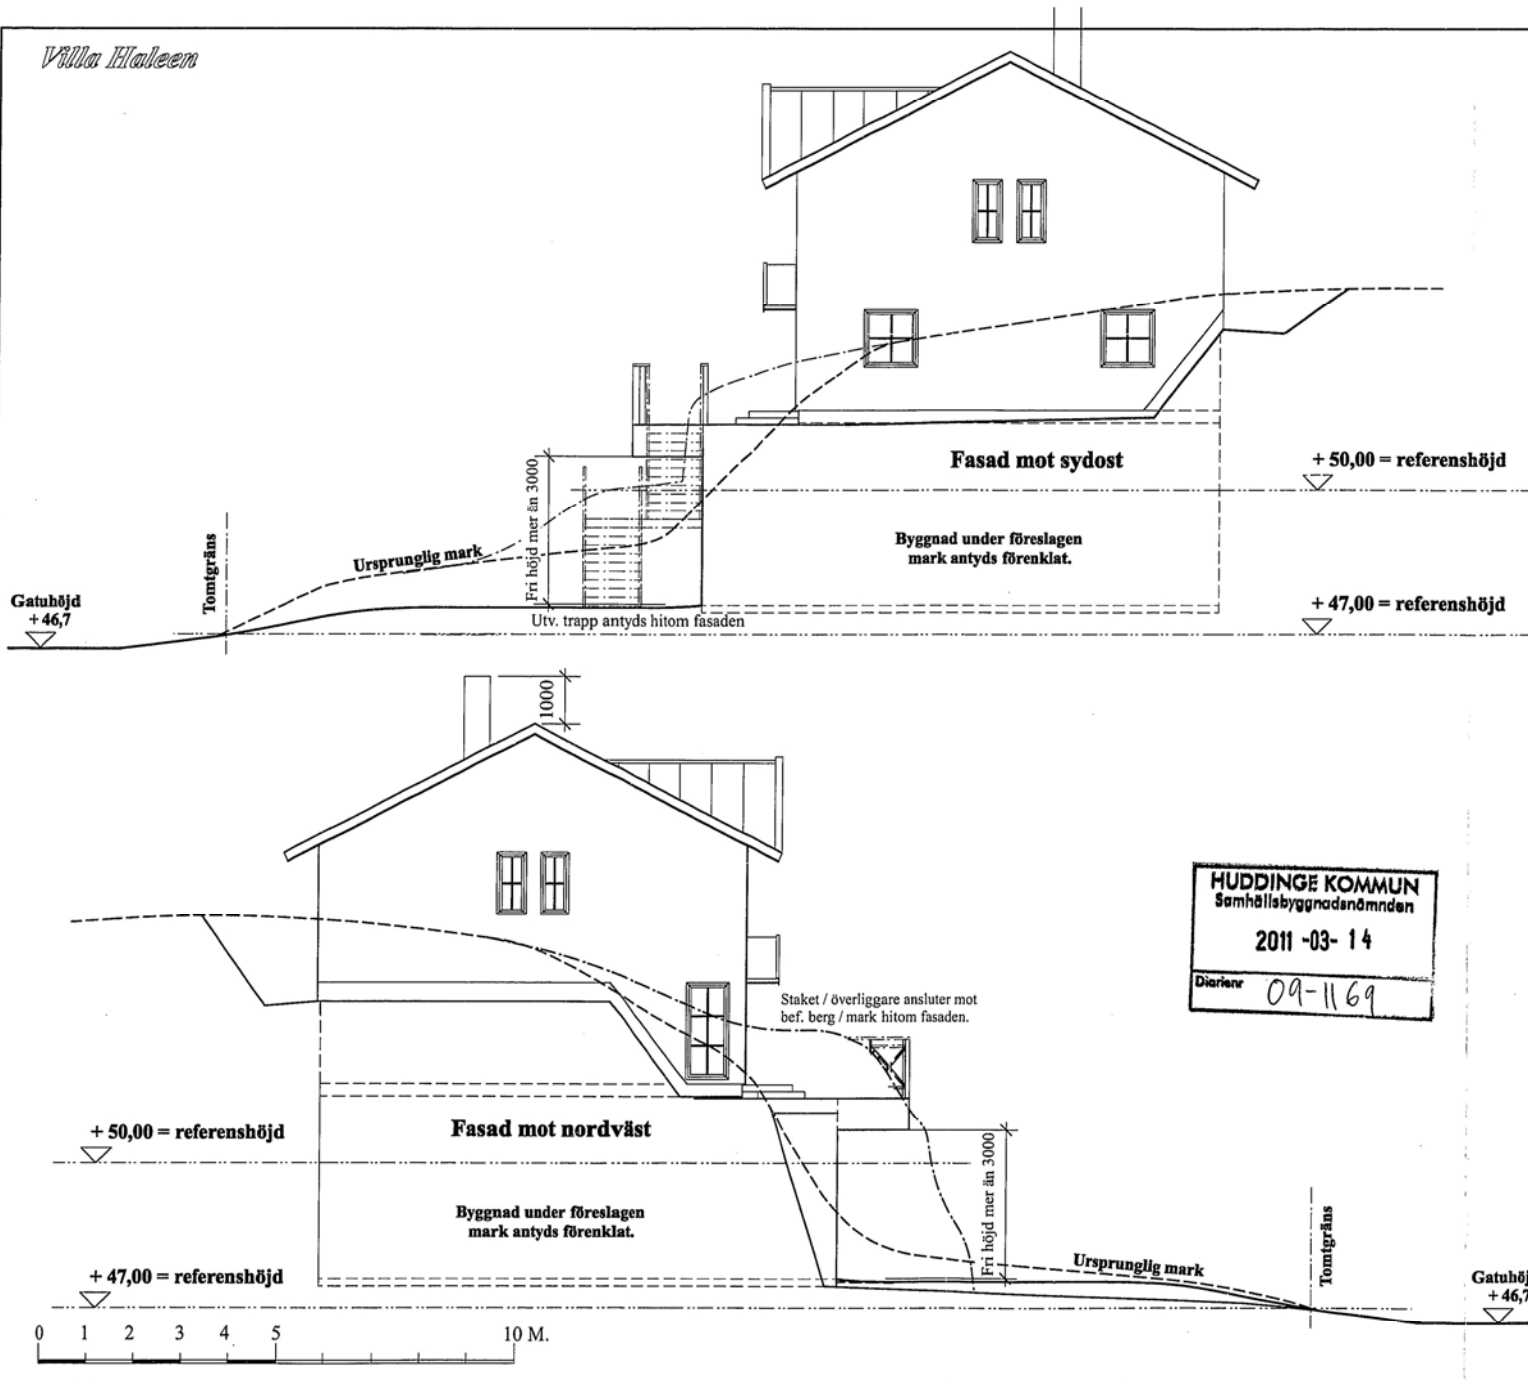 Villa Haleen
Fasad mot sydost
+ 50,00 = referenshöjd
Fri höjd mer än 3000
Byggnad under föreslagen
mark antyds förenklat.
Ursprunglig mark
Tomtgräns
Gatuhöjd
+ 46,7
+ 47,00 = referenshöjd
Utv. trapp antyds hitom fasaden
1000
HUDDINGE KOMMUN
Samhällsbyggnadsnämnden
2011 -03- 14
Diarienr 09-1169
Staket / överliggare ansluter mot
bef. berg / mark hitom fasaden.
+ 50,00 = referenshöjd
Fasad mot nordväst
Fri höjd mer än 3000
Byggnad under föreslagen
mark antyds förenklat.
Ursprunglig mark
Tomtgräns
+ 47,00 = referenshöjd
Gatuhöj
+ 46,7
0 1 2 3 4 5 10 M.